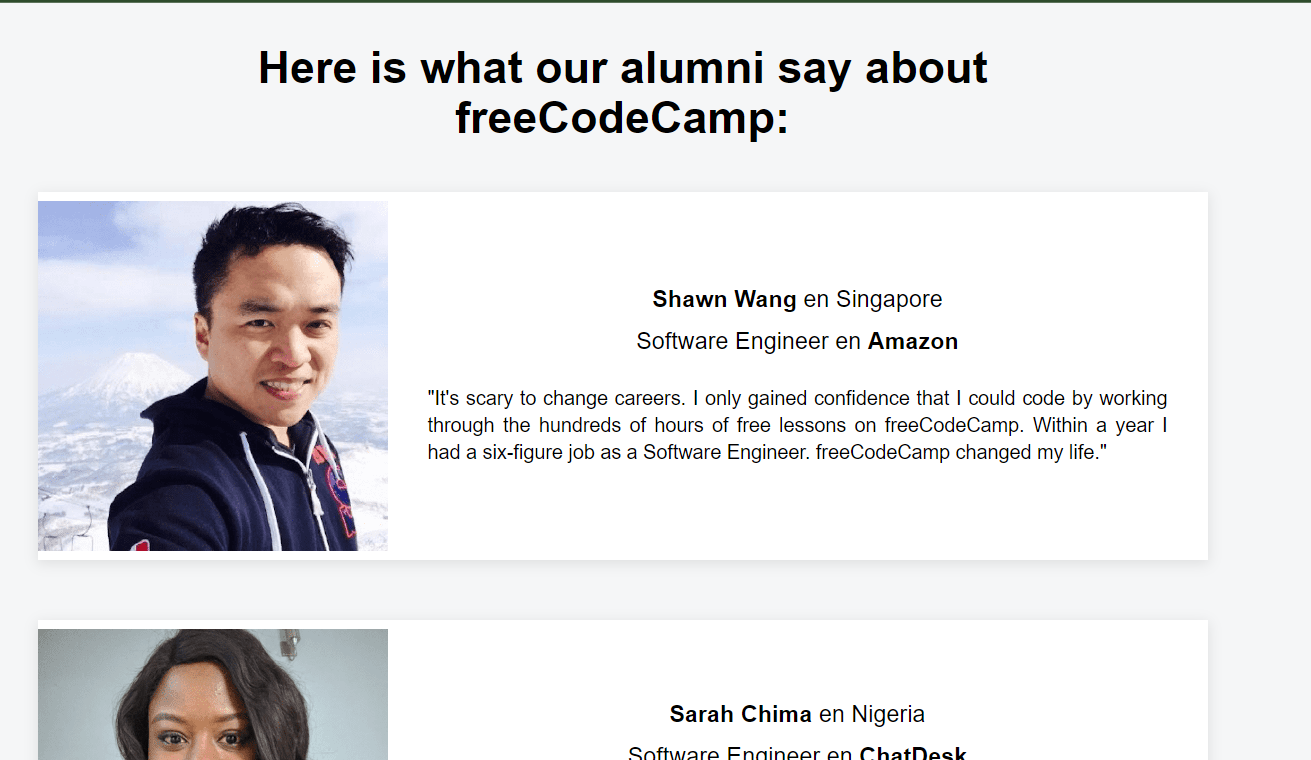 Here is what our alumni say about
freeCodeCamp:
Shawn Wang en Singapore
Software Engineer en Amazon
"It's scary to change careers. I only gained confidence that I could code by working
through the hundreds of hours of free lessons on freeCodeCamp. Within a year I
had a six-figure job as a Software Engineer. freeCodeCamp changed my life."
Sarah Chima en Nigeria
Software Engineer en ChatDesk